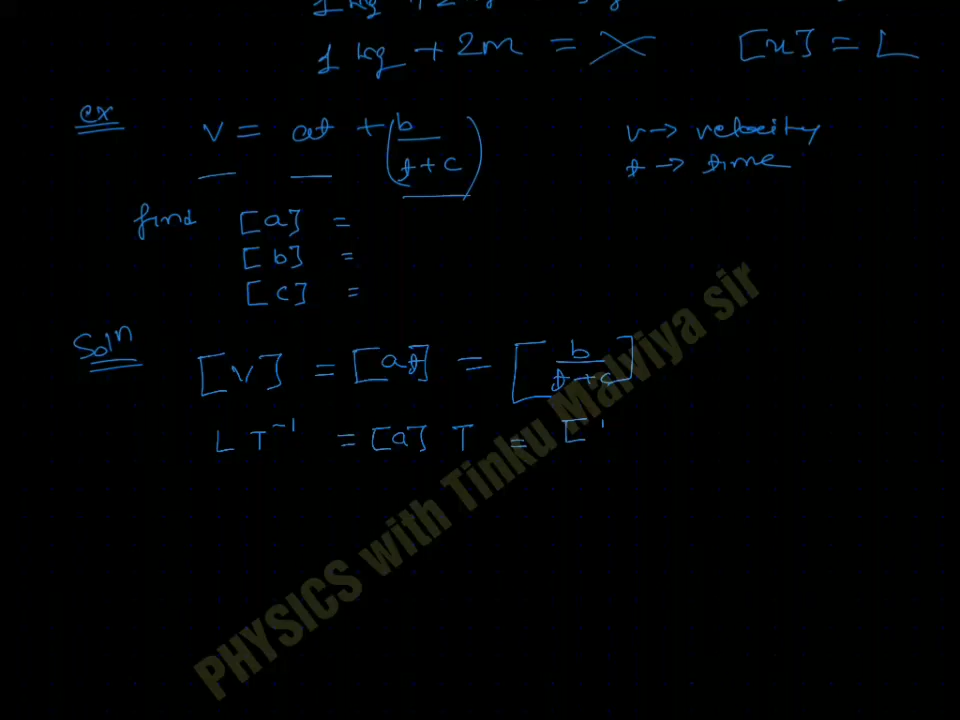 1 kg + 2m = X [x] = L
ex v = at + (b/(t+c)) v → velocity
t → time
find [a] =
[b] =
[c] =
Soln [v] = [at] = [b/(t+c)]
L T⁻¹ = [a] T = [
PHYSICS with Tinku Malviya sir